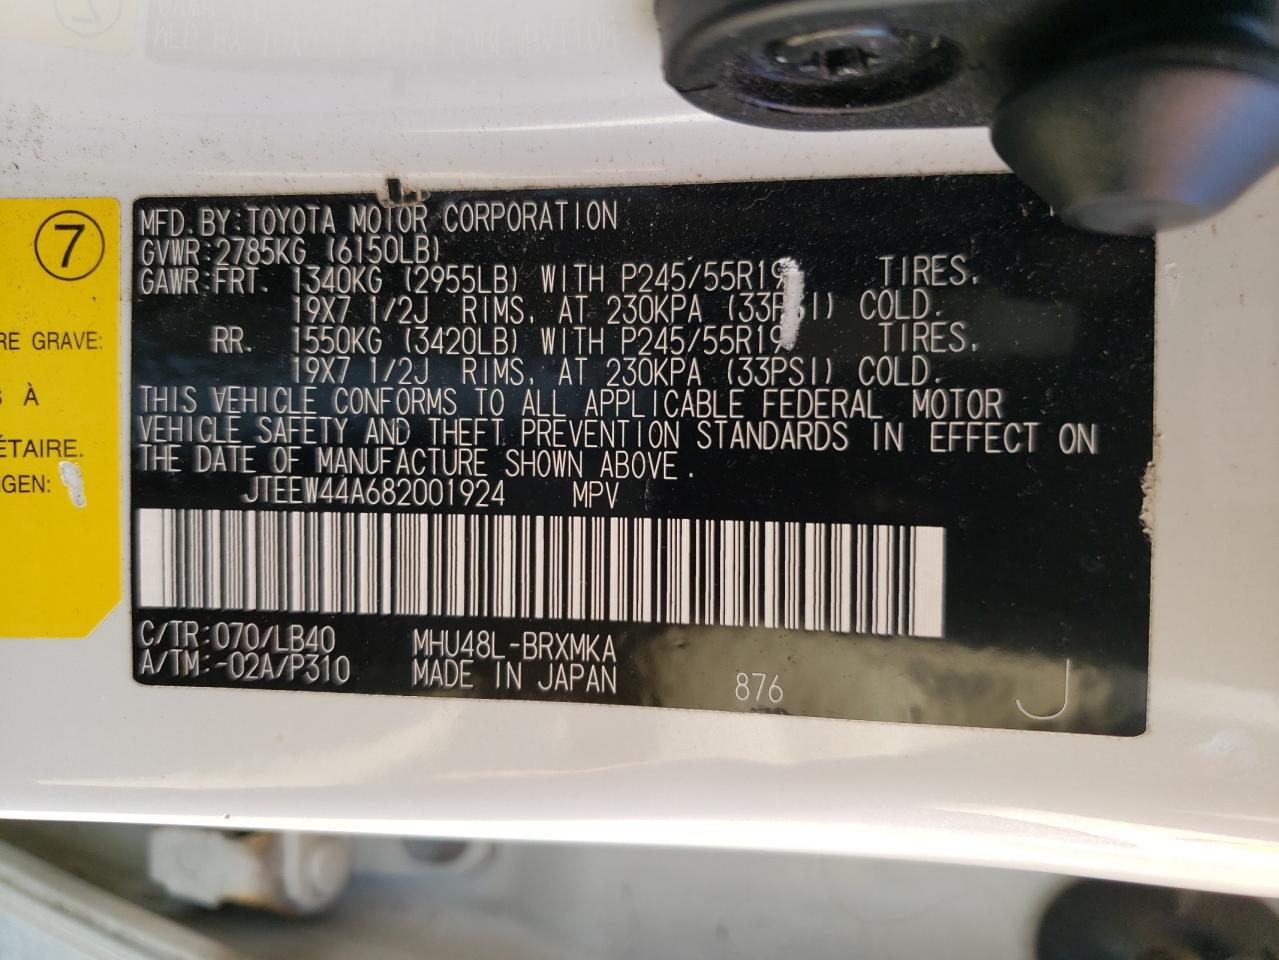 7
RE GRAVE:
S À
ÉTAIRE.
GEN:
MFD. BY: TOYOTA MOTOR CORPORATION
GVWR: 2785KG (6150LB)
GAWR: FRT. 1340KG (2955LB) WITH P245/55R19 TIRES.
19X7 1/2J RIMS, AT 230KPA (33PSI) COLD.
RR. 1550KG (3420LB) WITH P245/55R19 TIRES,
19X7 1/2J RIMS, AT 230KPA (33PSI) COLD.
THIS VEHICLE CONFORMS TO ALL APPLICABLE FEDERAL MOTOR
VEHICLE SAFETY AND THEFT PREVENTION STANDARDS IN EFFECT ON
THE DATE OF MANUFACTURE SHOWN ABOVE.
JTEEW44A682001924 MPV
C/TR: 070/LB40 MHU48L-BRXMKA
A/TM: -02A/P310 MADE IN JAPAN
876
J